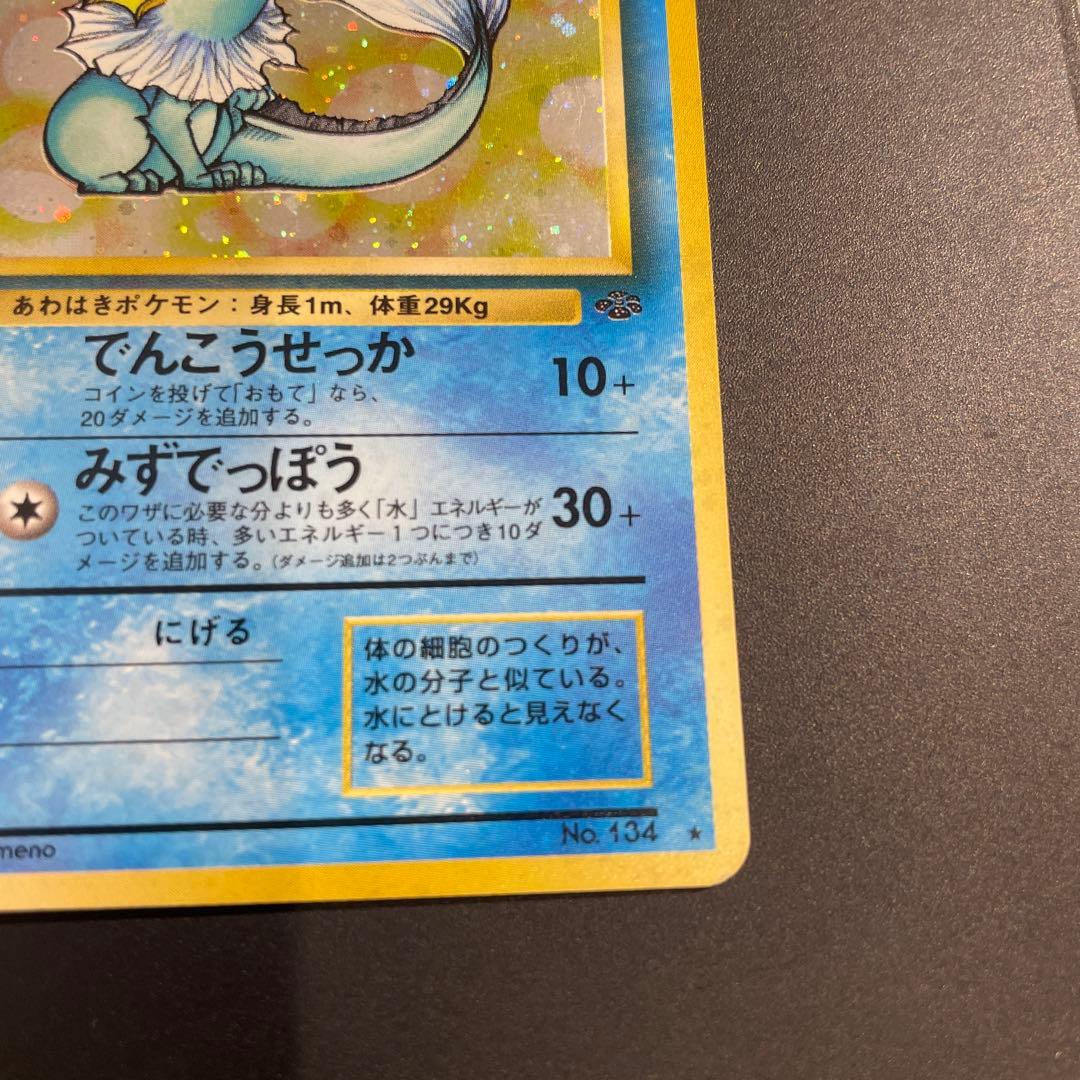 あわはきポケモン：身長1m、体重29Kg
でんこうせっか
10+
コインを投げて「おもて」なら、
20ダメージを追加する。
みずでっぽう
30+
このワザに必要な分よりも多く「水」エネルギーが
ついている時、多いエネルギー1つにつき10ダ
メージを追加する。(ダメージ追加は2つぶんまで)
にげる
体の細胞のつくりが、
水の分子と似ている。
水にとけると見えなく
なる。
No. 134 ★
meno